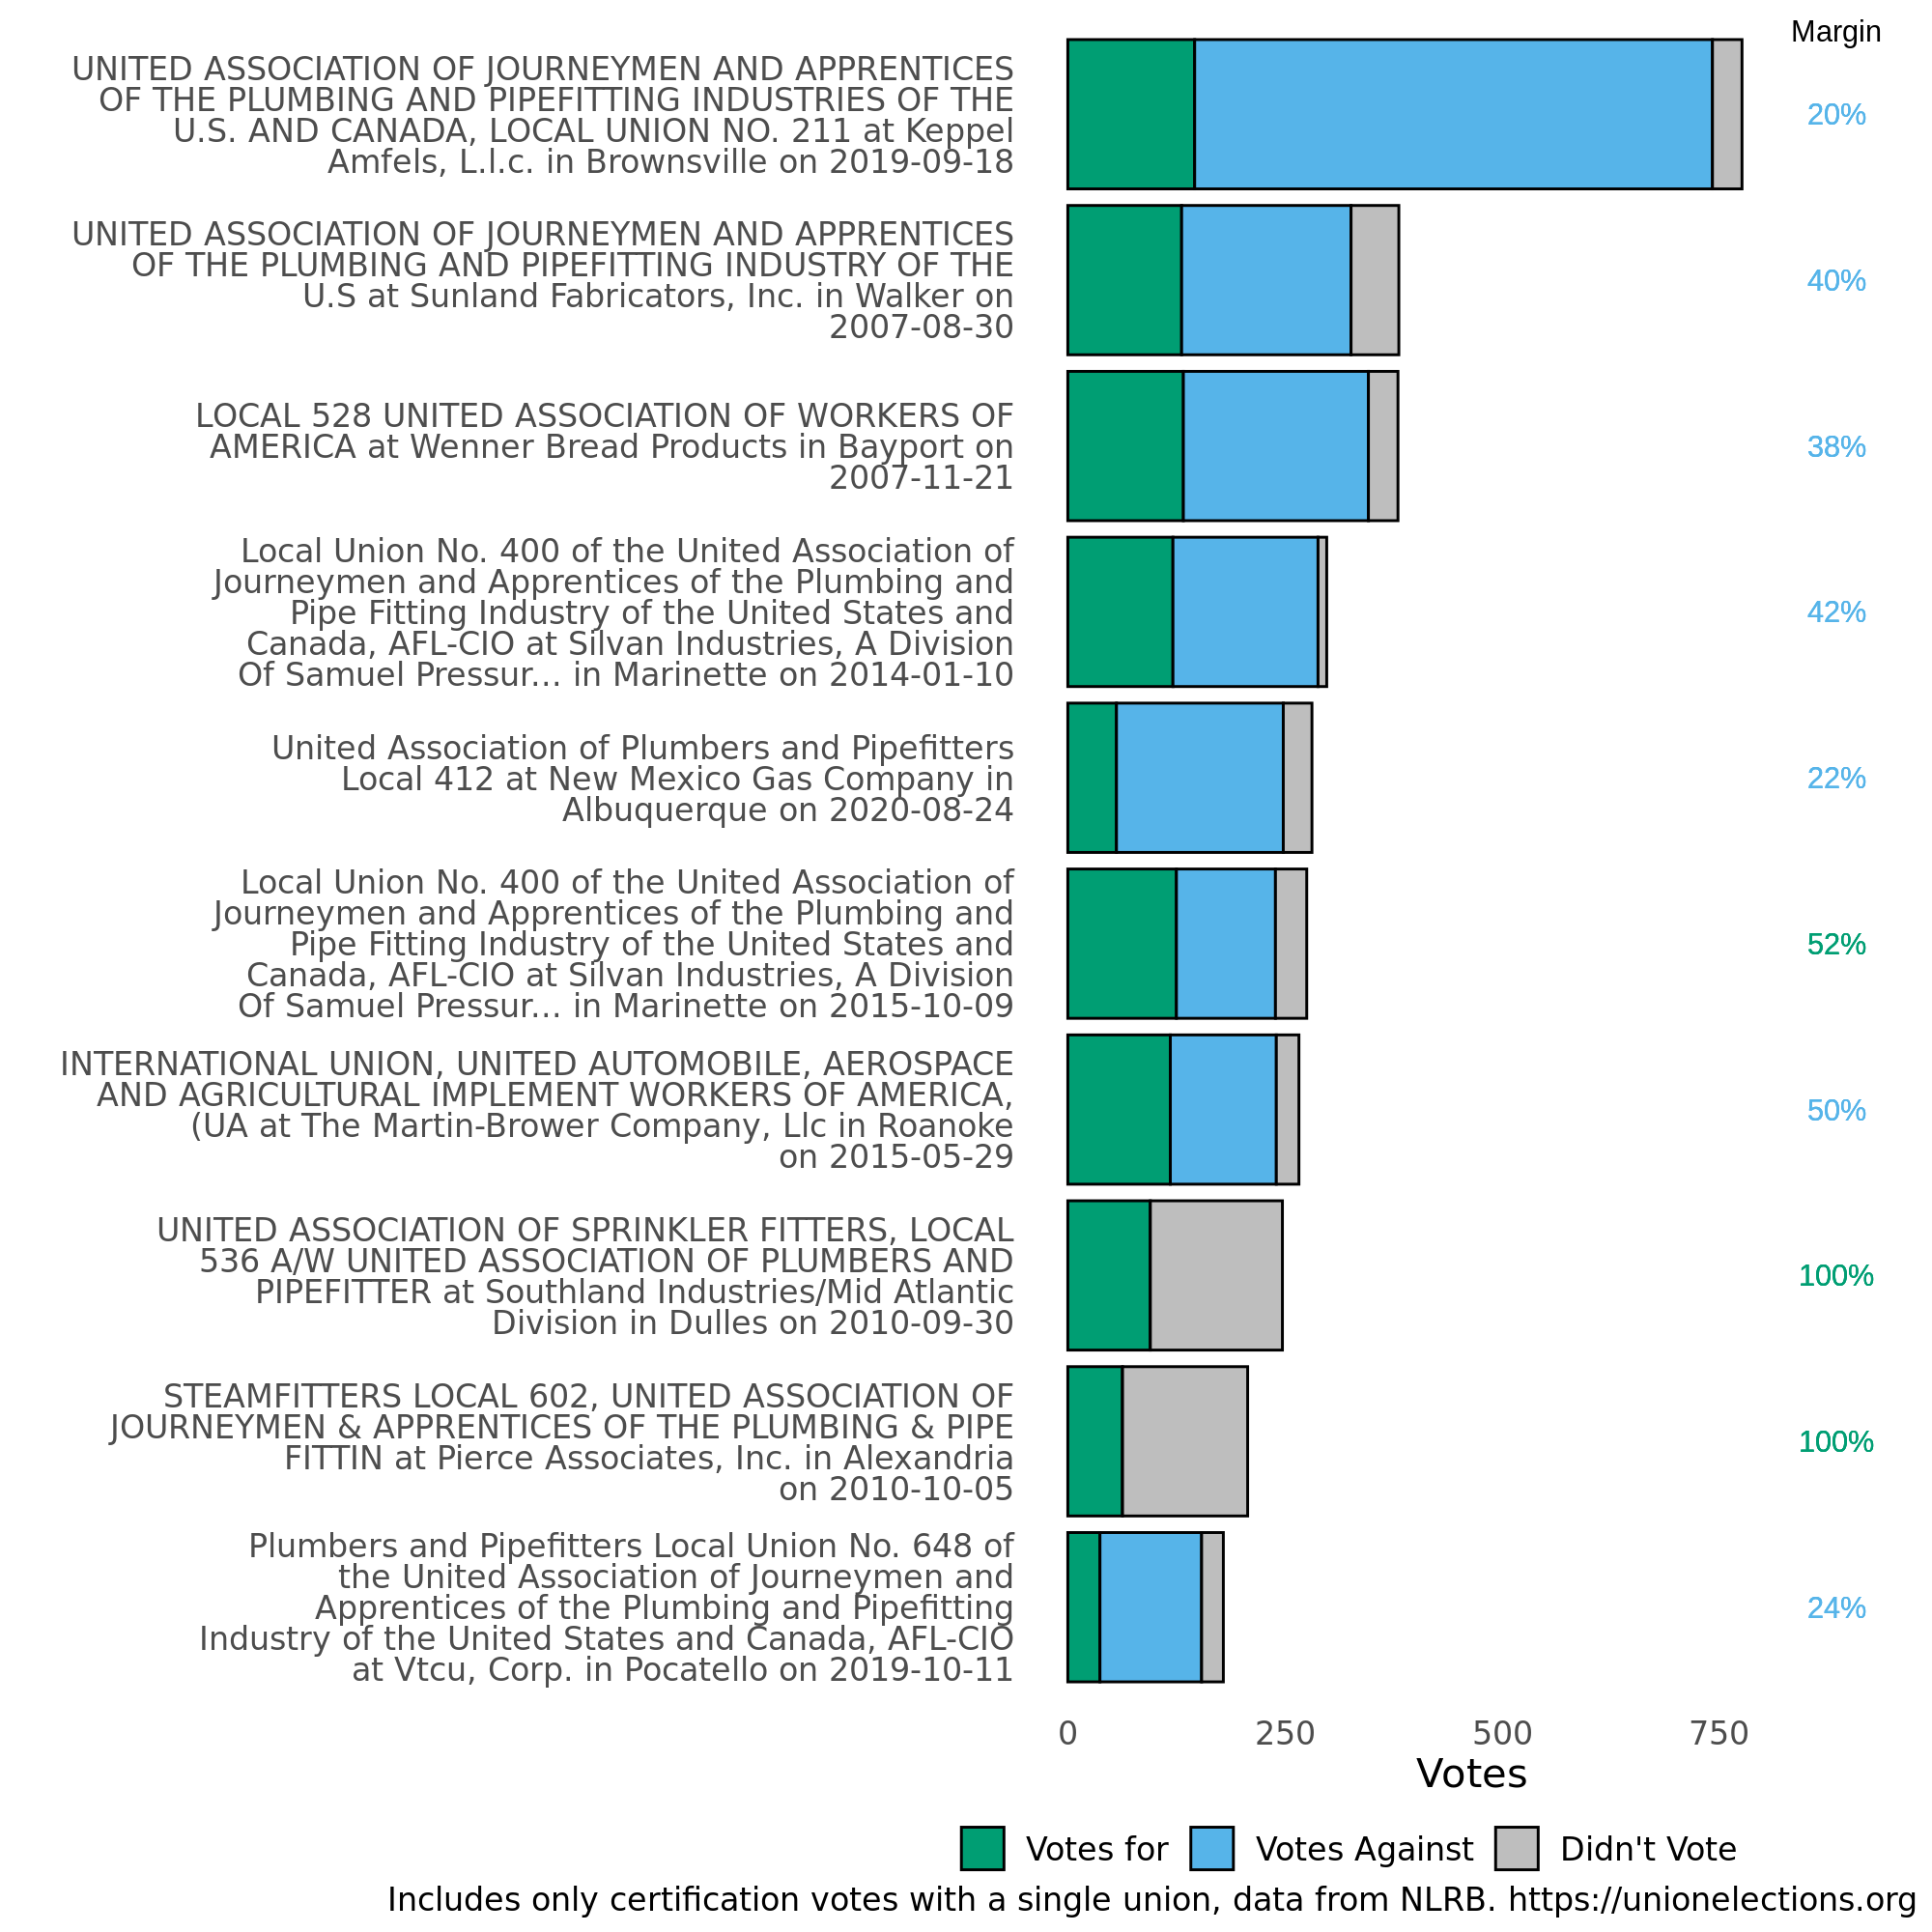 Margin
UNITED ASSOCIATION OF JOURNEYMEN AND APPRENTICES
OF THE PLUMBING AND PIPEFITTING INDUSTRIES OF THE
U.S. AND CANADA, LOCAL UNION NO. 211 at Keppel
Amfels, L.l.c. in Brownsville on 2019-09-18
20%
UNITED ASSOCIATION OF JOURNEYMEN AND APPRENTICES
OF THE PLUMBING AND PIPEFITTING INDUSTRY OF THE
U.S at Sunland Fabricators, Inc. in Walker on
2007-08-30
40%
LOCAL 528 UNITED ASSOCIATION OF WORKERS OF
AMERICA at Wenner Bread Products in Bayport on
2007-11-21
38%
Local Union No. 400 of the United Association of
Journeymen and Apprentices of the Plumbing and
Pipe Fitting Industry of the United States and
Canada, AFL-CIO at Silvan Industries, A Division
Of Samuel Pressur... in Marinette on 2014-01-10
42%
United Association of Plumbers and Pipefitters
Local 412 at New Mexico Gas Company in
Albuquerque on 2020-08-24
22%
Local Union No. 400 of the United Association of
Journeymen and Apprentices of the Plumbing and
Pipe Fitting Industry of the United States and
Canada, AFL-CIO at Silvan Industries, A Division
Of Samuel Pressur... in Marinette on 2015-10-09
52%
INTERNATIONAL UNION, UNITED AUTOMOBILE, AEROSPACE
AND AGRICULTURAL IMPLEMENT WORKERS OF AMERICA,
(UA at The Martin-Brower Company, Llc in Roanoke
on 2015-05-29
50%
UNITED ASSOCIATION OF SPRINKLER FITTERS, LOCAL
536 A/W UNITED ASSOCIATION OF PLUMBERS AND
PIPEFITTER at Southland Industries/Mid Atlantic
Division in Dulles on 2010-09-30
100%
STEAMFITTERS LOCAL 602, UNITED ASSOCIATION OF
JOURNEYMEN & APPRENTICES OF THE PLUMBING & PIPE
FITTIN at Pierce Associates, Inc. in Alexandria
on 2010-10-05
100%
Plumbers and Pipefitters Local Union No. 648 of
the United Association of Journeymen and
Apprentices of the Plumbing and Pipefitting
Industry of the United States and Canada, AFL-CIO
at Vtcu, Corp. in Pocatello on 2019-10-11
24%
0 250 500 750
Votes
Votes for Votes Against Didn't Vote
Includes only certification votes with a single union, data from NLRB. https://unionelections.org